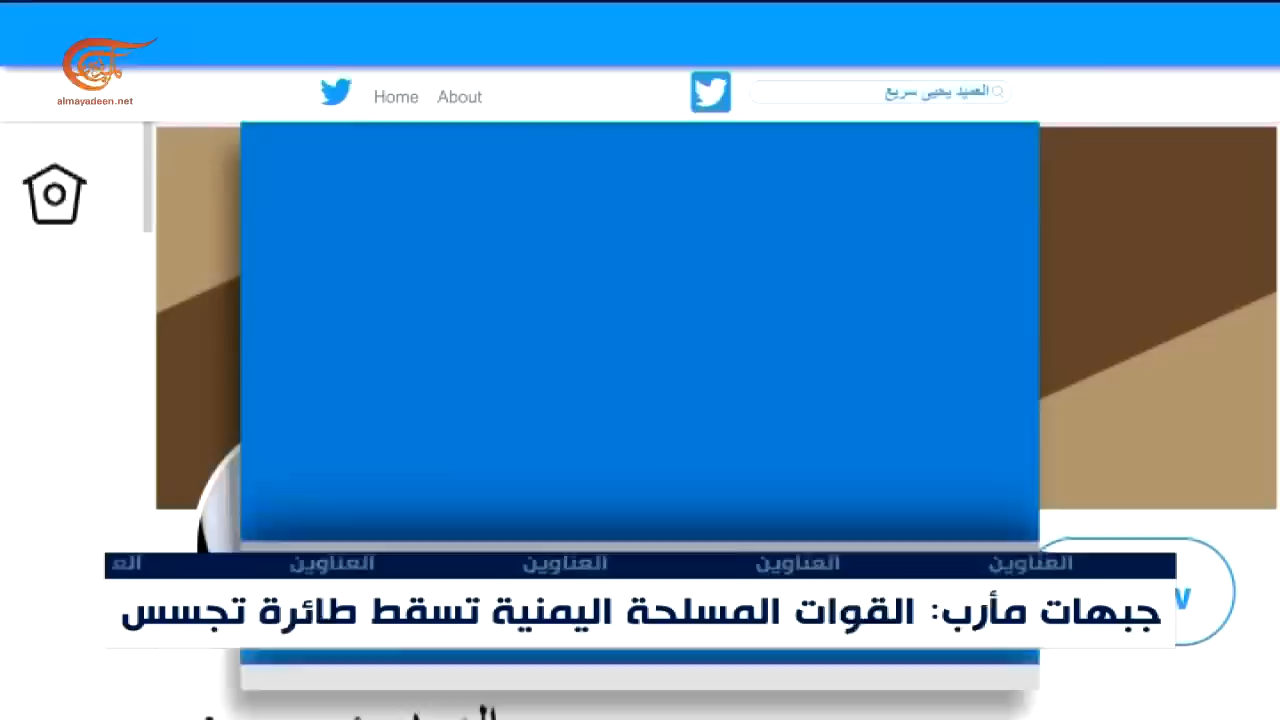 almayadeen.net
Home About
العميد يحيى سريع
العناوين العناوين العناوين العناوين الع
جبهات مأرب: القوات المسلحة اليمنية تسقط طائرة تجسس